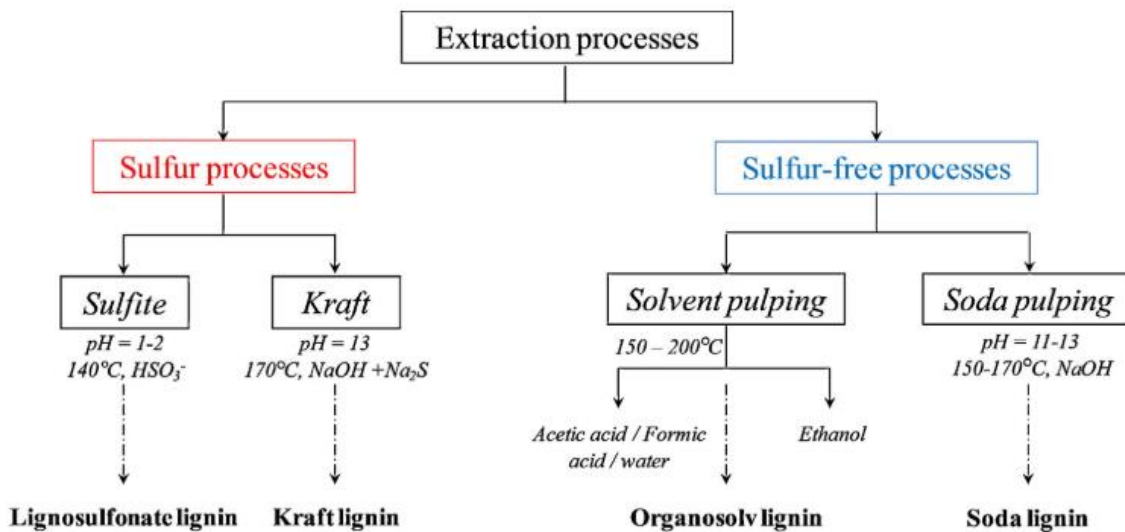 Extraction processes
Sulfur processes
Sulfur-free processes
Sulfite
Kraft
Solvent pulping
Soda pulping
pH = 1-2
140°C, HSO₃⁻
pH = 13
170°C, NaOH +Na₂S
150 – 200°C
pH = 11-13
150-170°C, NaOH
Acetic acid / Formic
acid / water
Ethanol
Lignosulfonate lignin
Kraft lignin
Organosolv lignin
Soda lignin